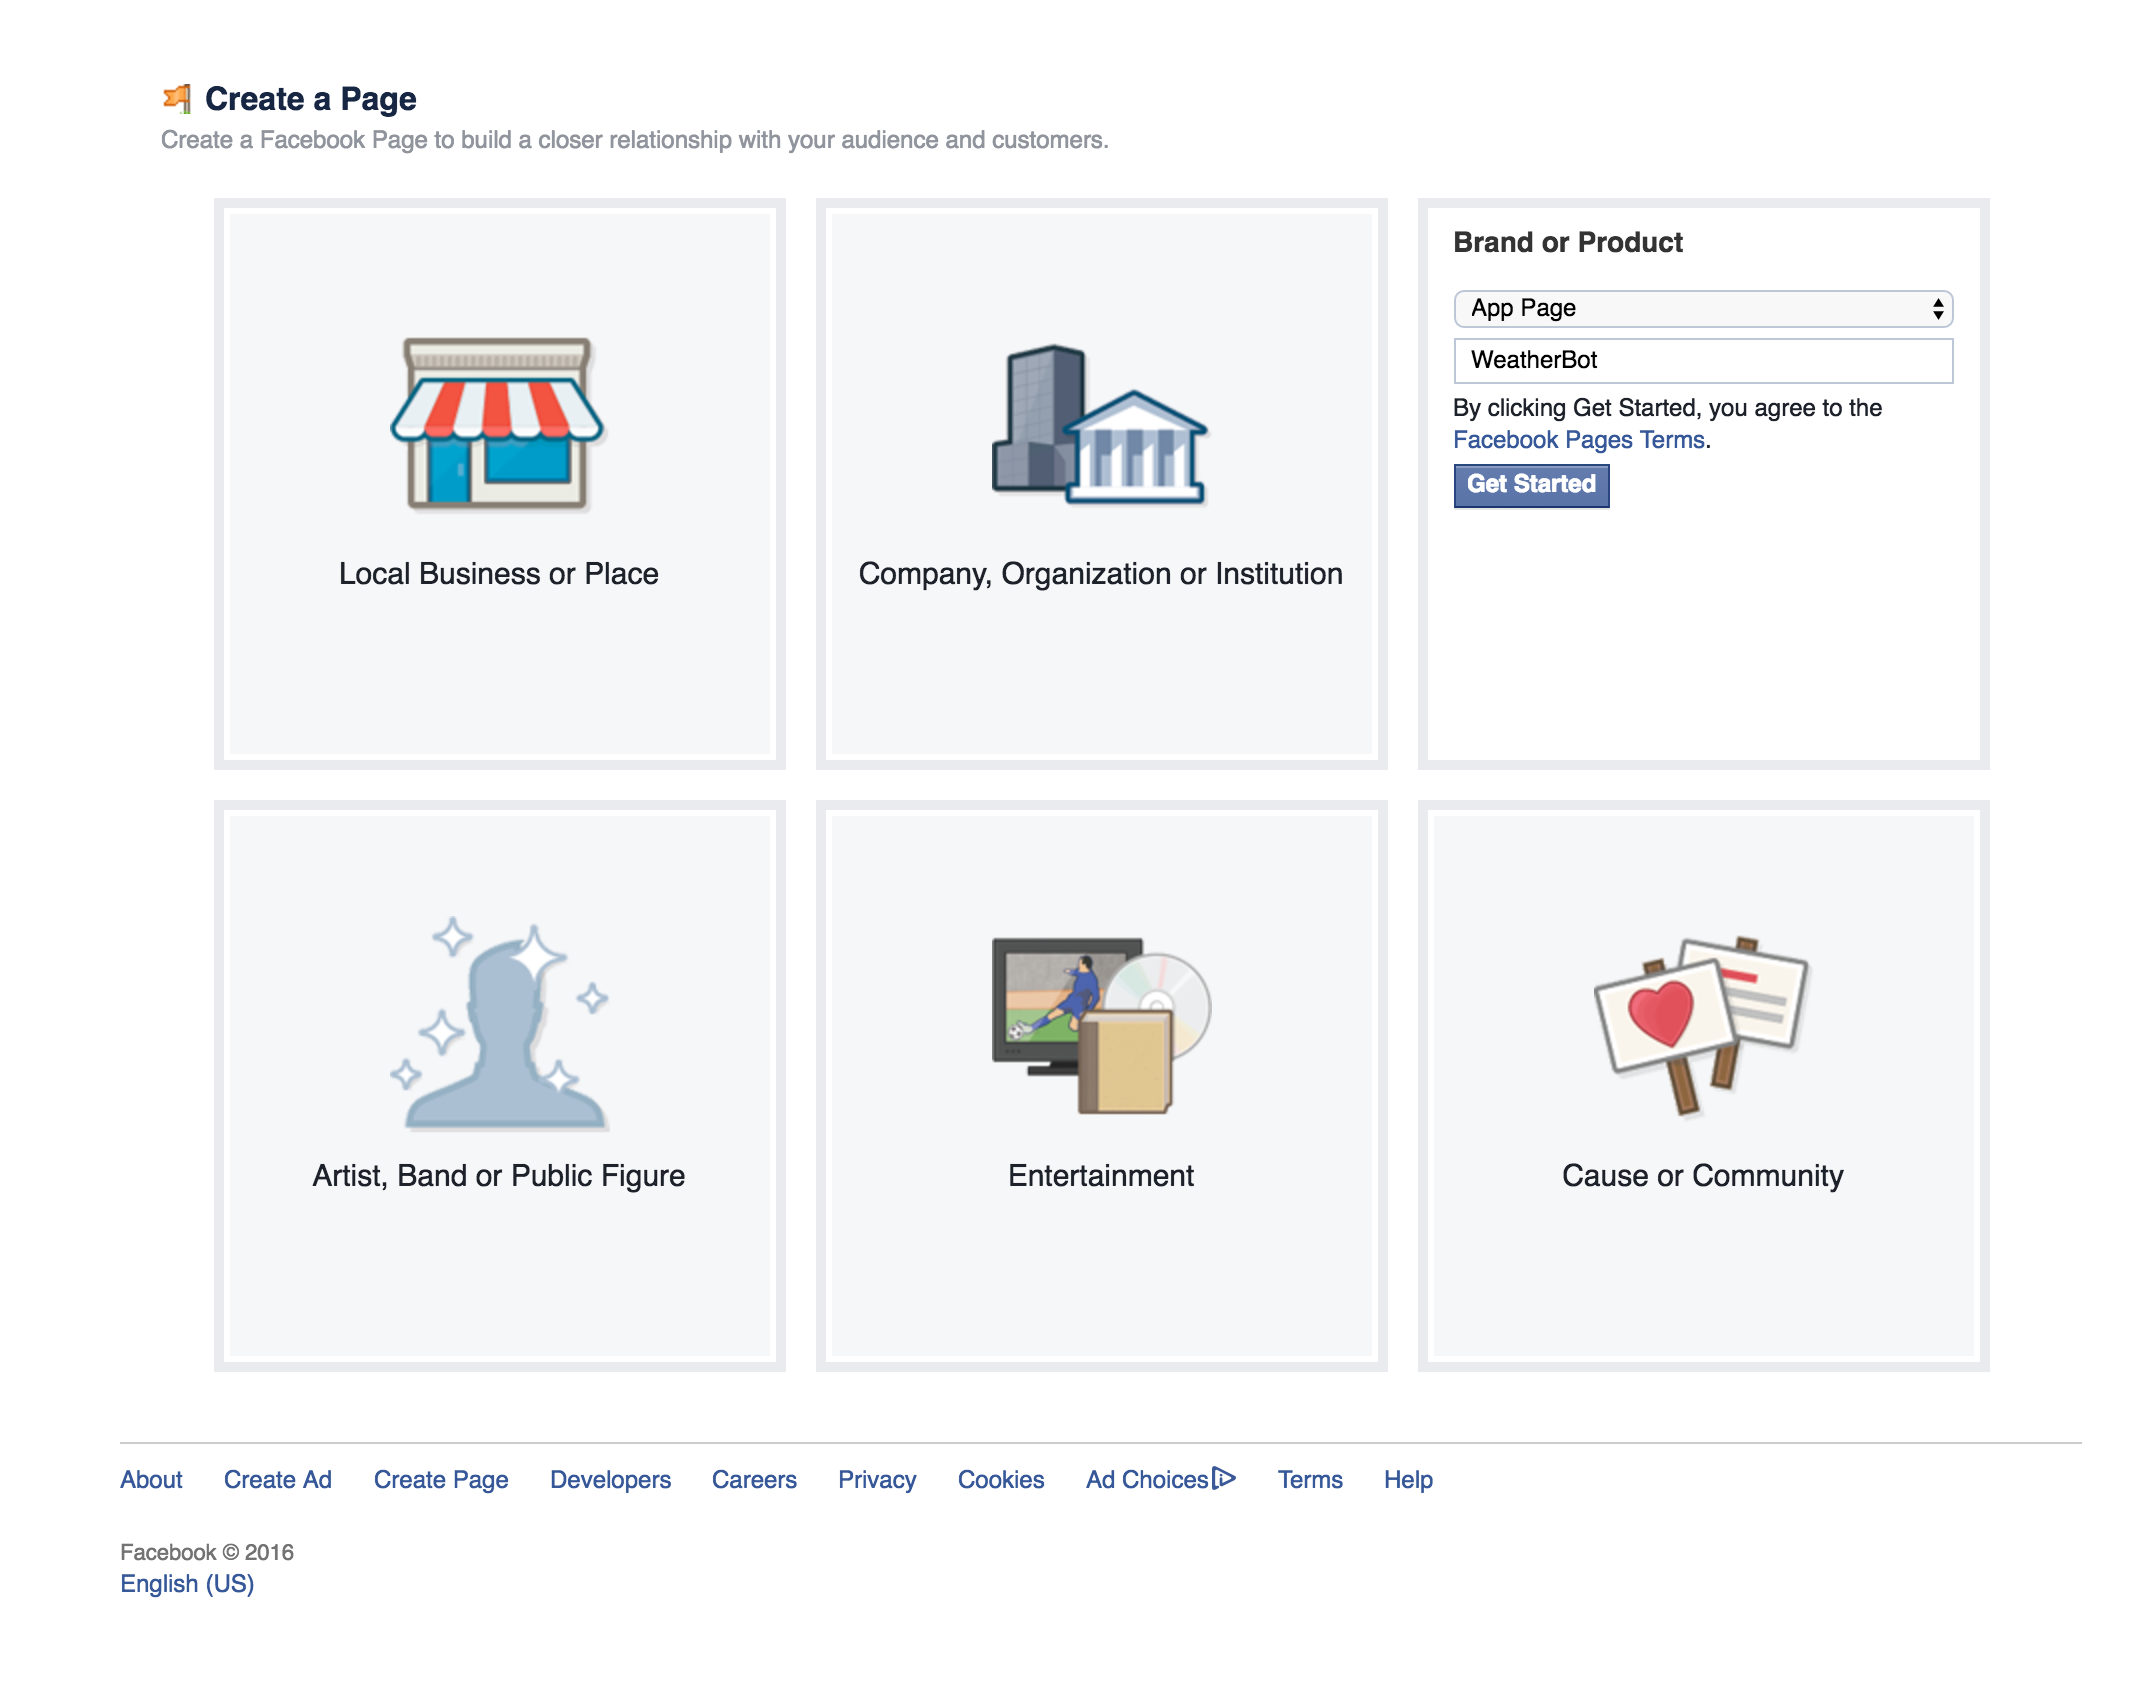 Create a Page
Create a Facebook Page to build a closer relationship with your audience and customers.
Local Business or Place
Company, Organization or Institution
Brand or Product
App Page
WeatherBot
By clicking Get Started, you agree to the
Facebook Pages Terms.
Get Started
Artist, Band or Public Figure
Entertainment
Cause or Community
About Create Ad Create Page Developers Careers Privacy Cookies Ad Choices Terms Help
Facebook © 2016
English (US)